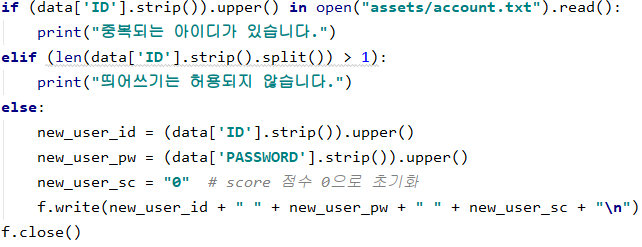 if (data['ID'].strip()).upper() in open("assets/account.txt").read():
    print("중복되는 아이디가 있습니다.")
elif (len(data['ID'].strip().split()) > 1):
    print("띄어쓰기는 허용되지 않습니다.")
else:
    new_user_id = (data['ID'].strip()).upper()
    new_user_pw = (data['PASSWORD'].strip()).upper()
    new_user_sc = "0"  # score 점수 0으로 초기화
    f.write(new_user_id + " " + new_user_pw + " " + new_user_sc + "\n")
f.close()